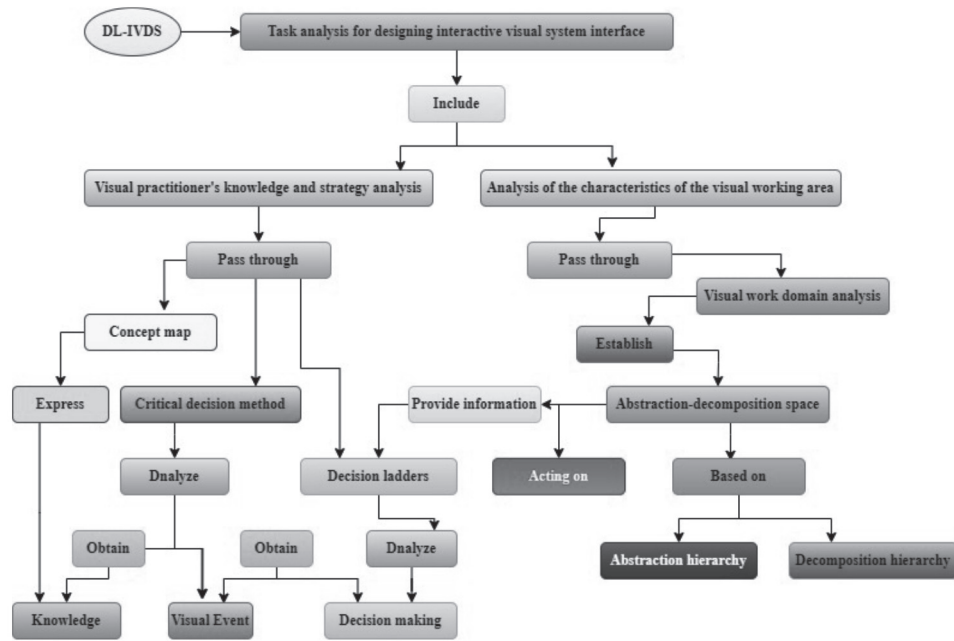 DL-IVDS
Task analysis for designing interactive visual system interface
Include
Visual practitioner's knowledge and strategy analysis
Analysis of the characteristics of the visual working area
Pass through
Pass through
Visual work domain analysis
Concept map
Establish
Express
Critical decision method
Provide information
Abstraction-decomposition space
Dnalyze
Decision ladders
Acting on
Based on
Obtain
Obtain
Dnalyze
Abstraction hierarchy
Decomposition hierarchy
Knowledge
Visual Event
Decision making